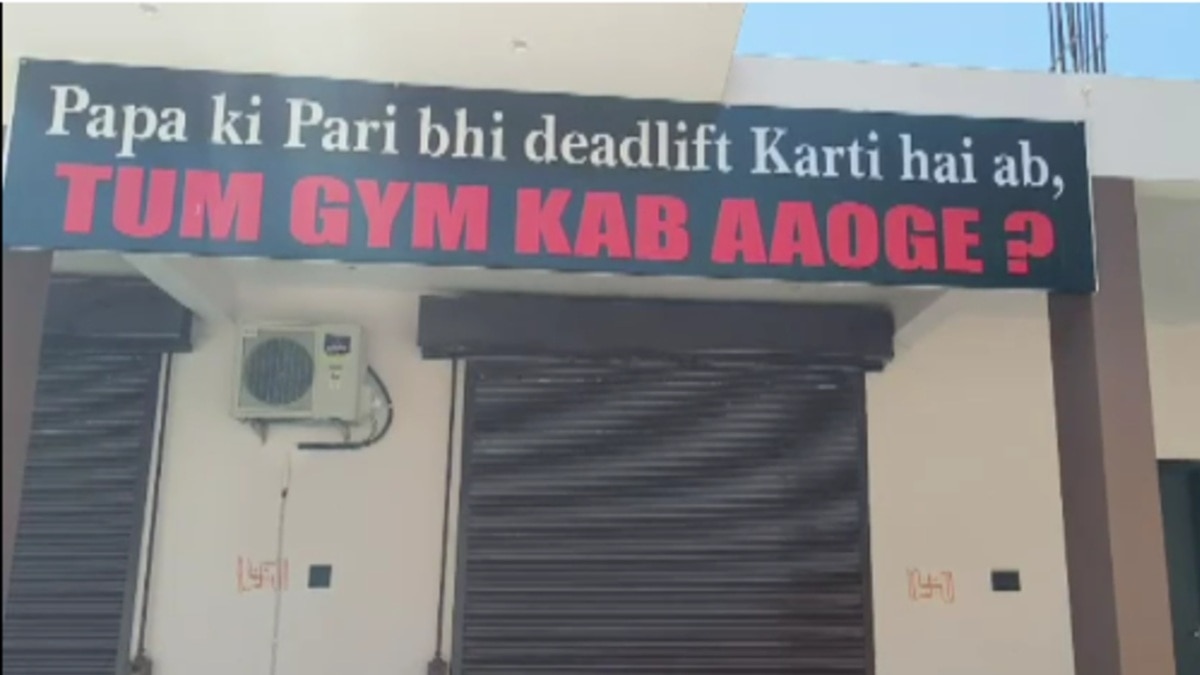 Papa ki Pari bhi deadlift Karti hai ab,
TUM GYM KAB AAOGE ?